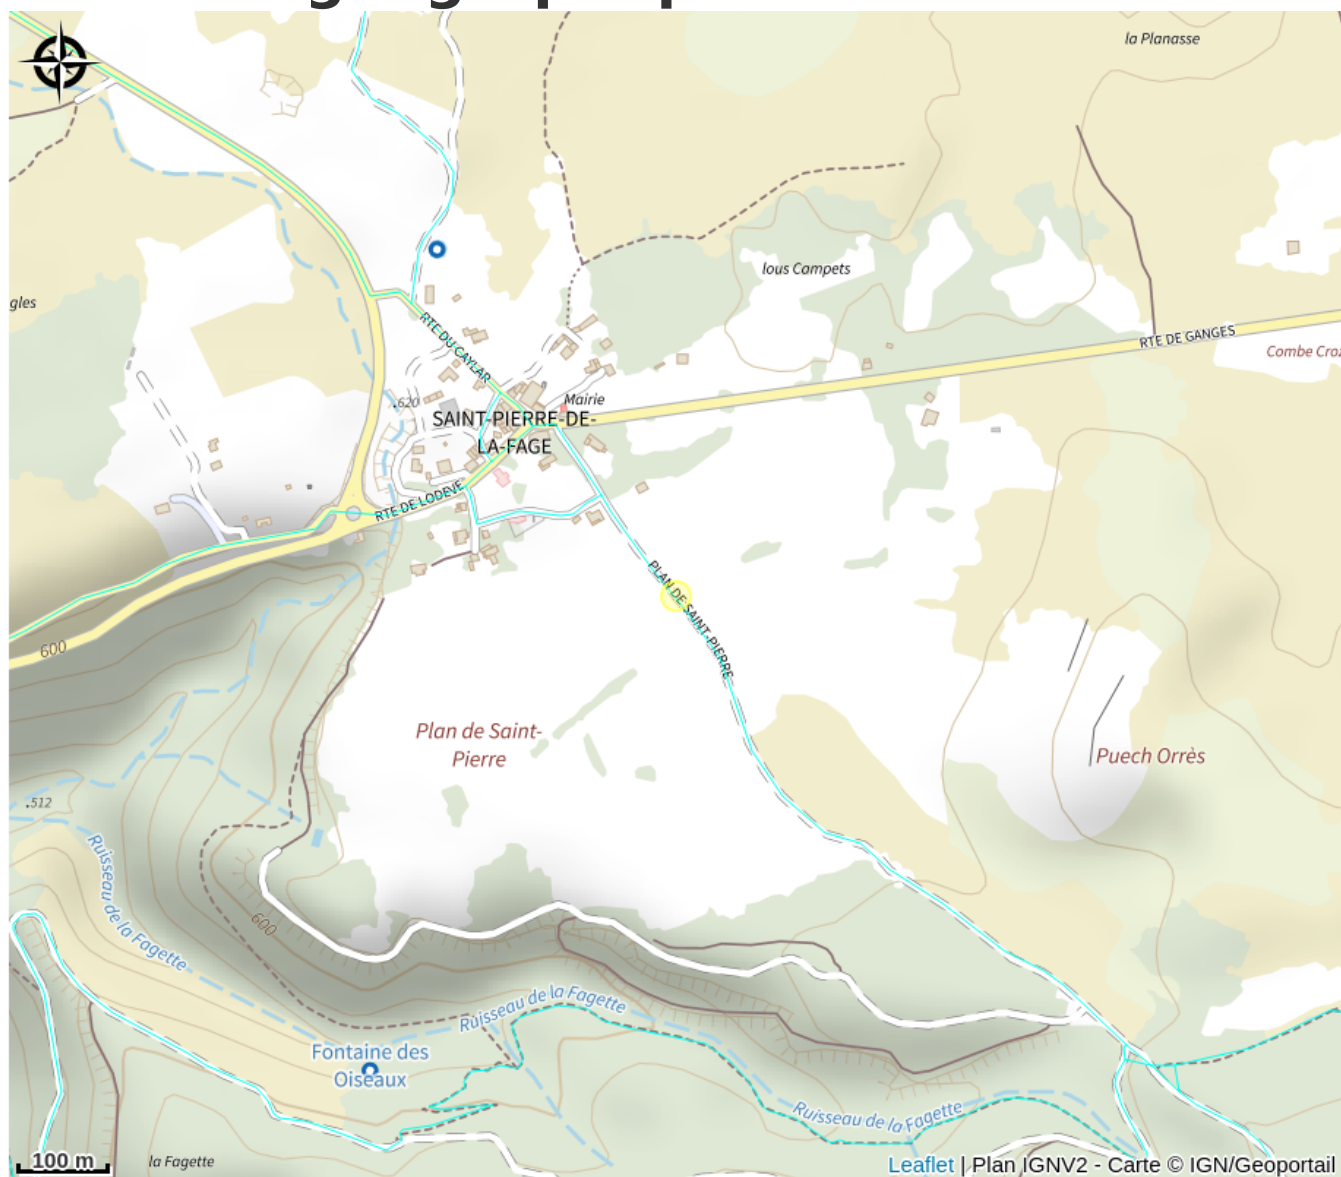 la Planasse
gles
lous Campets
RTE DE GANGES
RTE DU CAYLAR
.620
Mairie
SAINT-PIERRE-DE-
LA-FAGE
RTE DE LODEVE
PLAN DE SAINT-PIERRE
600
Plan de Saint-
Pierre
Puech Orrès
.512
Ruisseau de la Fagette
600
Ruisseau de la Fagette
Fontaine des
Oiseaux
Ruisseau de la Fagette
la Fagette
100 m
Leaflet | Plan IGNV2 - Carte © IGN/Geoportail